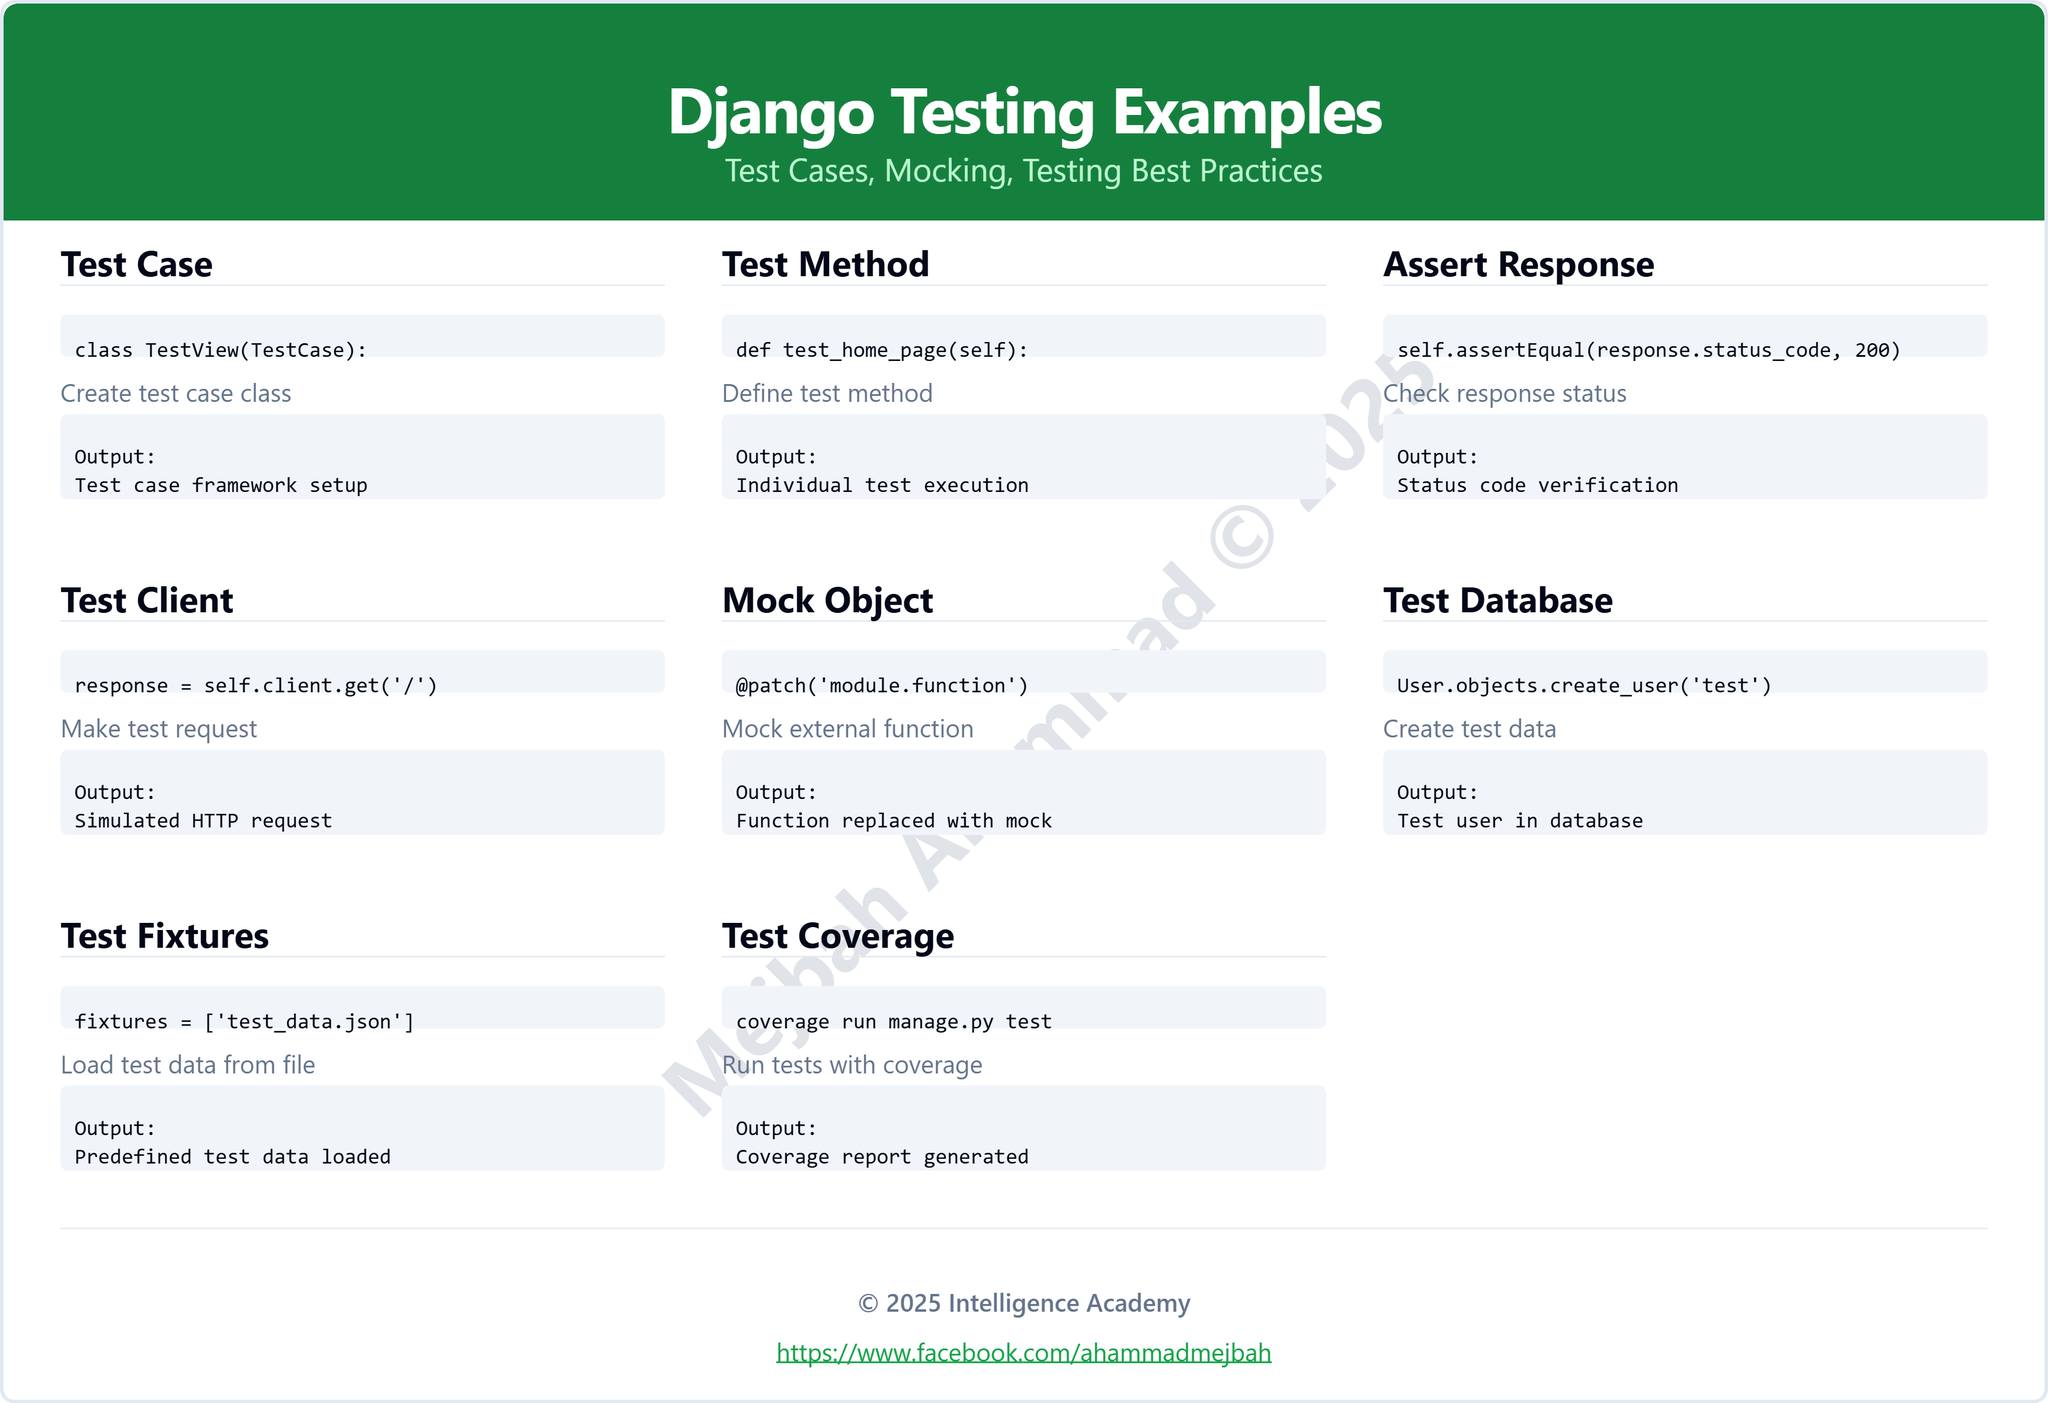 Django Testing Examples
Test Cases, Mocking, Testing Best Practices
Test Case
class TestView(TestCase):
Create test case class
Output:
Test case framework setup
Test Method
def test_home_page(self):
Define test method
Output:
Individual test execution
Assert Response
self.assertEqual(response.status_code, 200)
Check response status
Output:
Status code verification
Test Client
response = self.client.get('/')
Make test request
Output:
Simulated HTTP request
Mock Object
@patch('module.function')
Mock external function
Output:
Function replaced with mock
Test Database
User.objects.create_user('test')
Create test data
Output:
Test user in database
Test Fixtures
fixtures = ['test_data.json']
Load test data from file
Output:
Predefined test data loaded
Test Coverage
coverage run manage.py test
Run tests with coverage
Output:
Coverage report generated
Mejbah Ahammad © 2025
© 2025 Intelligence Academy
https://www.facebook.com/ahammadmejbah